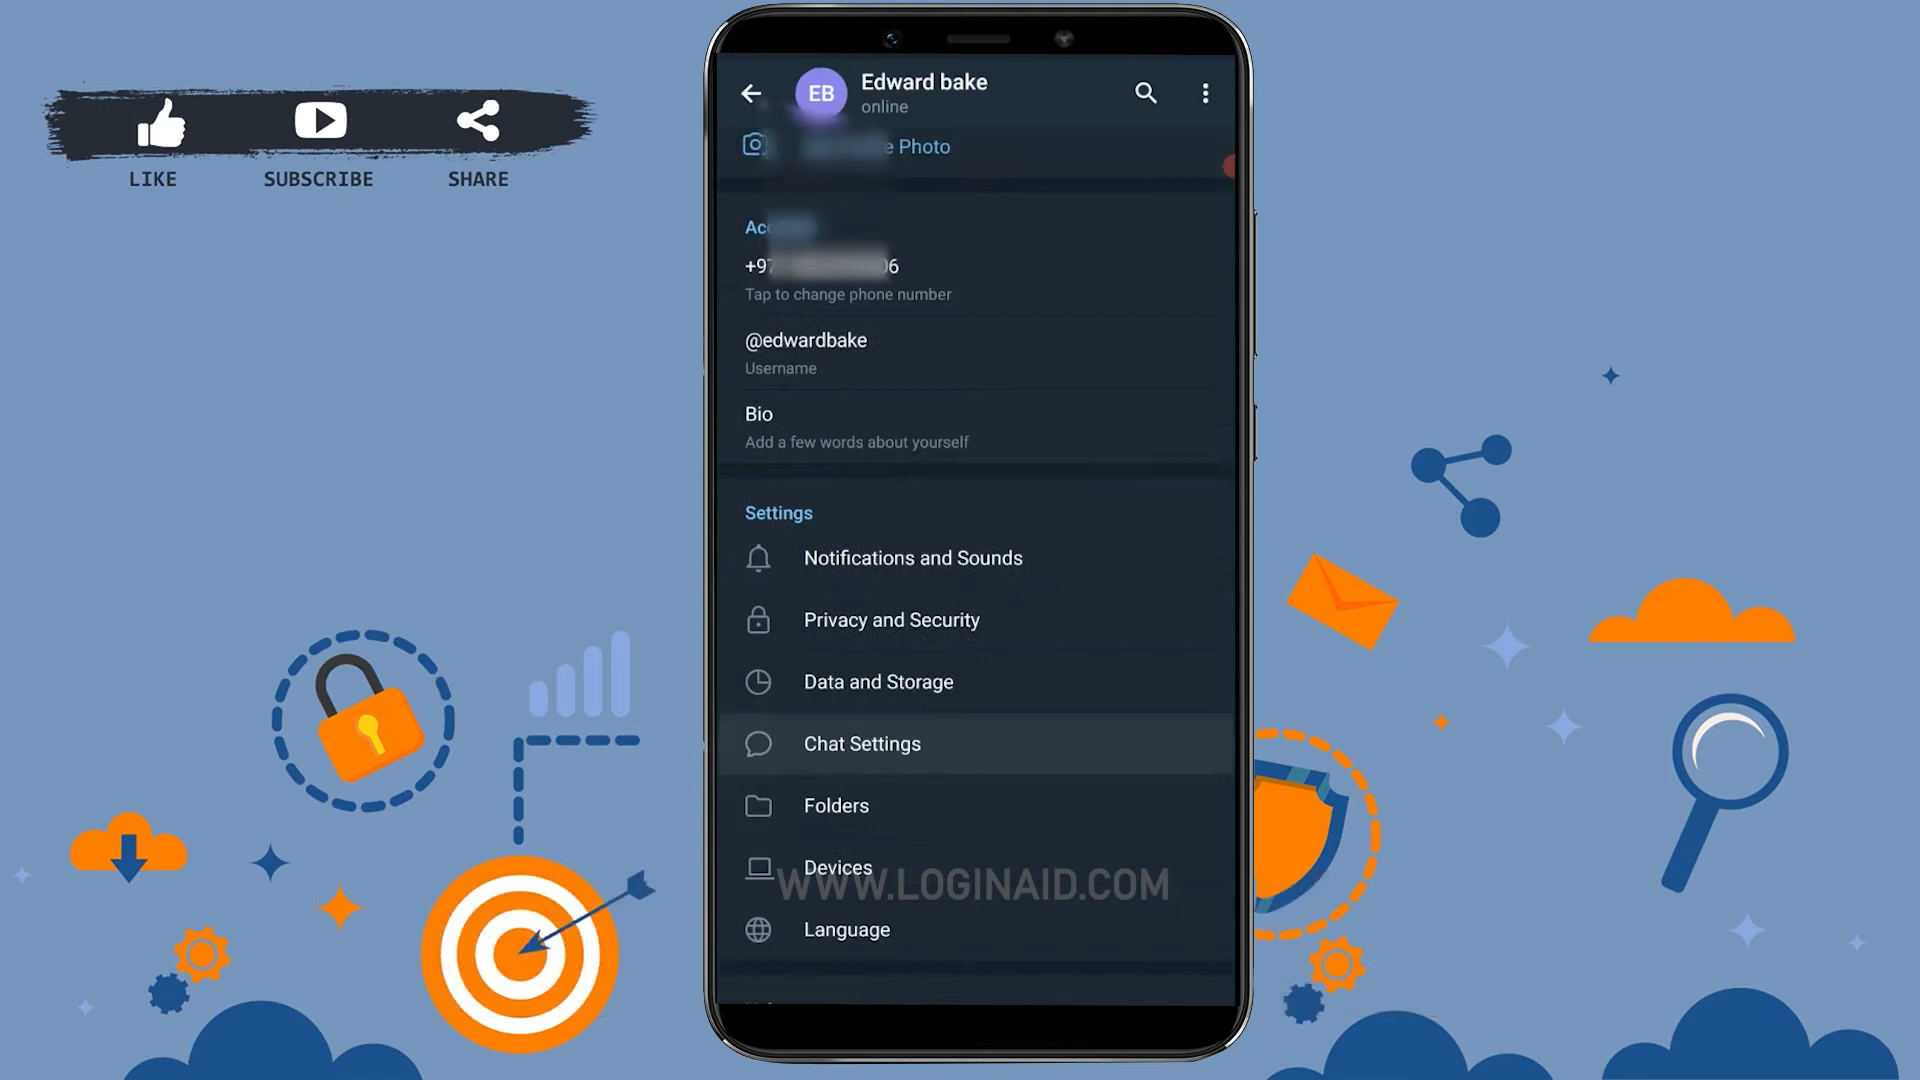 LIKE SUBSCRIBE SHARE
EB Edward bake
online
Photo
+97
06
Tap to change phone number
@edwardbake
Username
Bio
Add a few words about yourself
Settings
Notifications and Sounds
Privacy and Security
Data and Storage
Chat Settings
Folders
Devices
WWW.LOGINAID.COM
Language